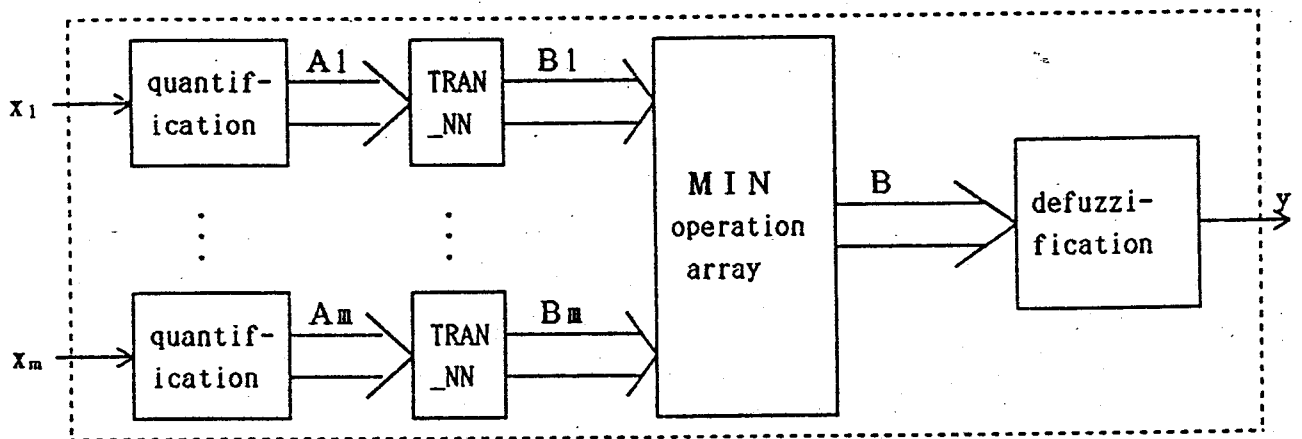 x1
quantif-
ication
A1
TRAN
_NN
B1
MIN
operation
array
B
defuzzi-
fication
y
xm
quantif-
ication
Am
TRAN
_NN
Bm